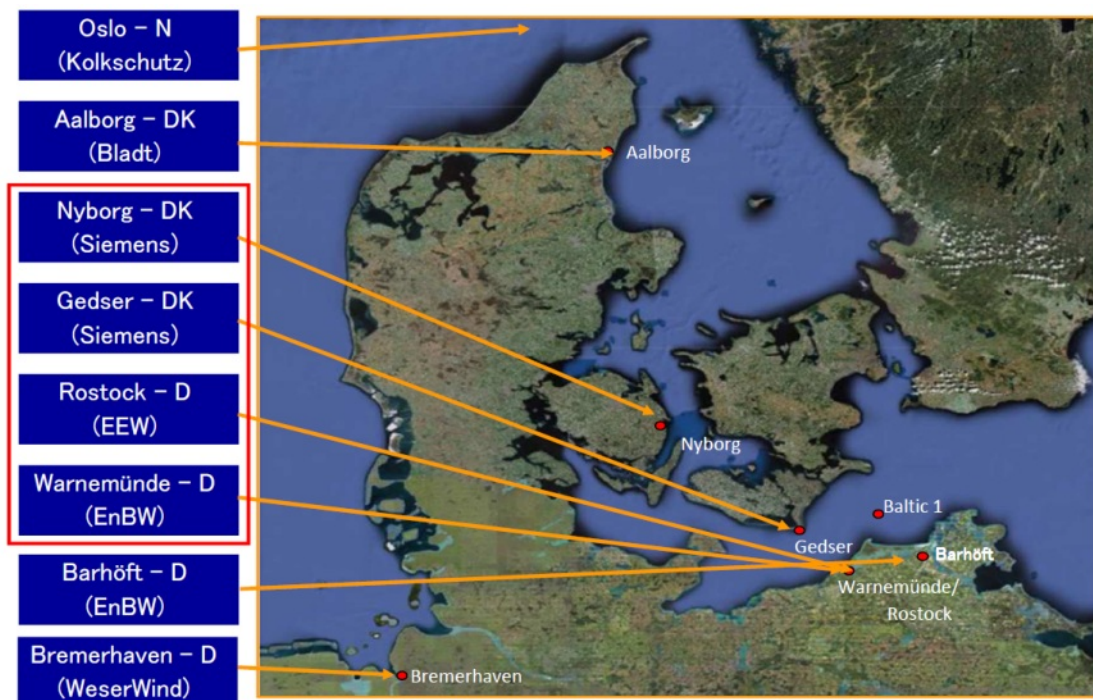 Oslo – N
(Kolkschutz)
Aalborg – DK
(Bladt)
Nyborg – DK
(Siemens)
Gedser – DK
(Siemens)
Rostock – D
(EEW)
Warnemünde – D
(EnBW)
Barhöft – D
(EnBW)
Bremerhaven – D
(WeserWind)
Aalborg
Nyborg
Baltic 1
Gedser
Barhöft
Warnemünde/
Rostock
Bremerhaven